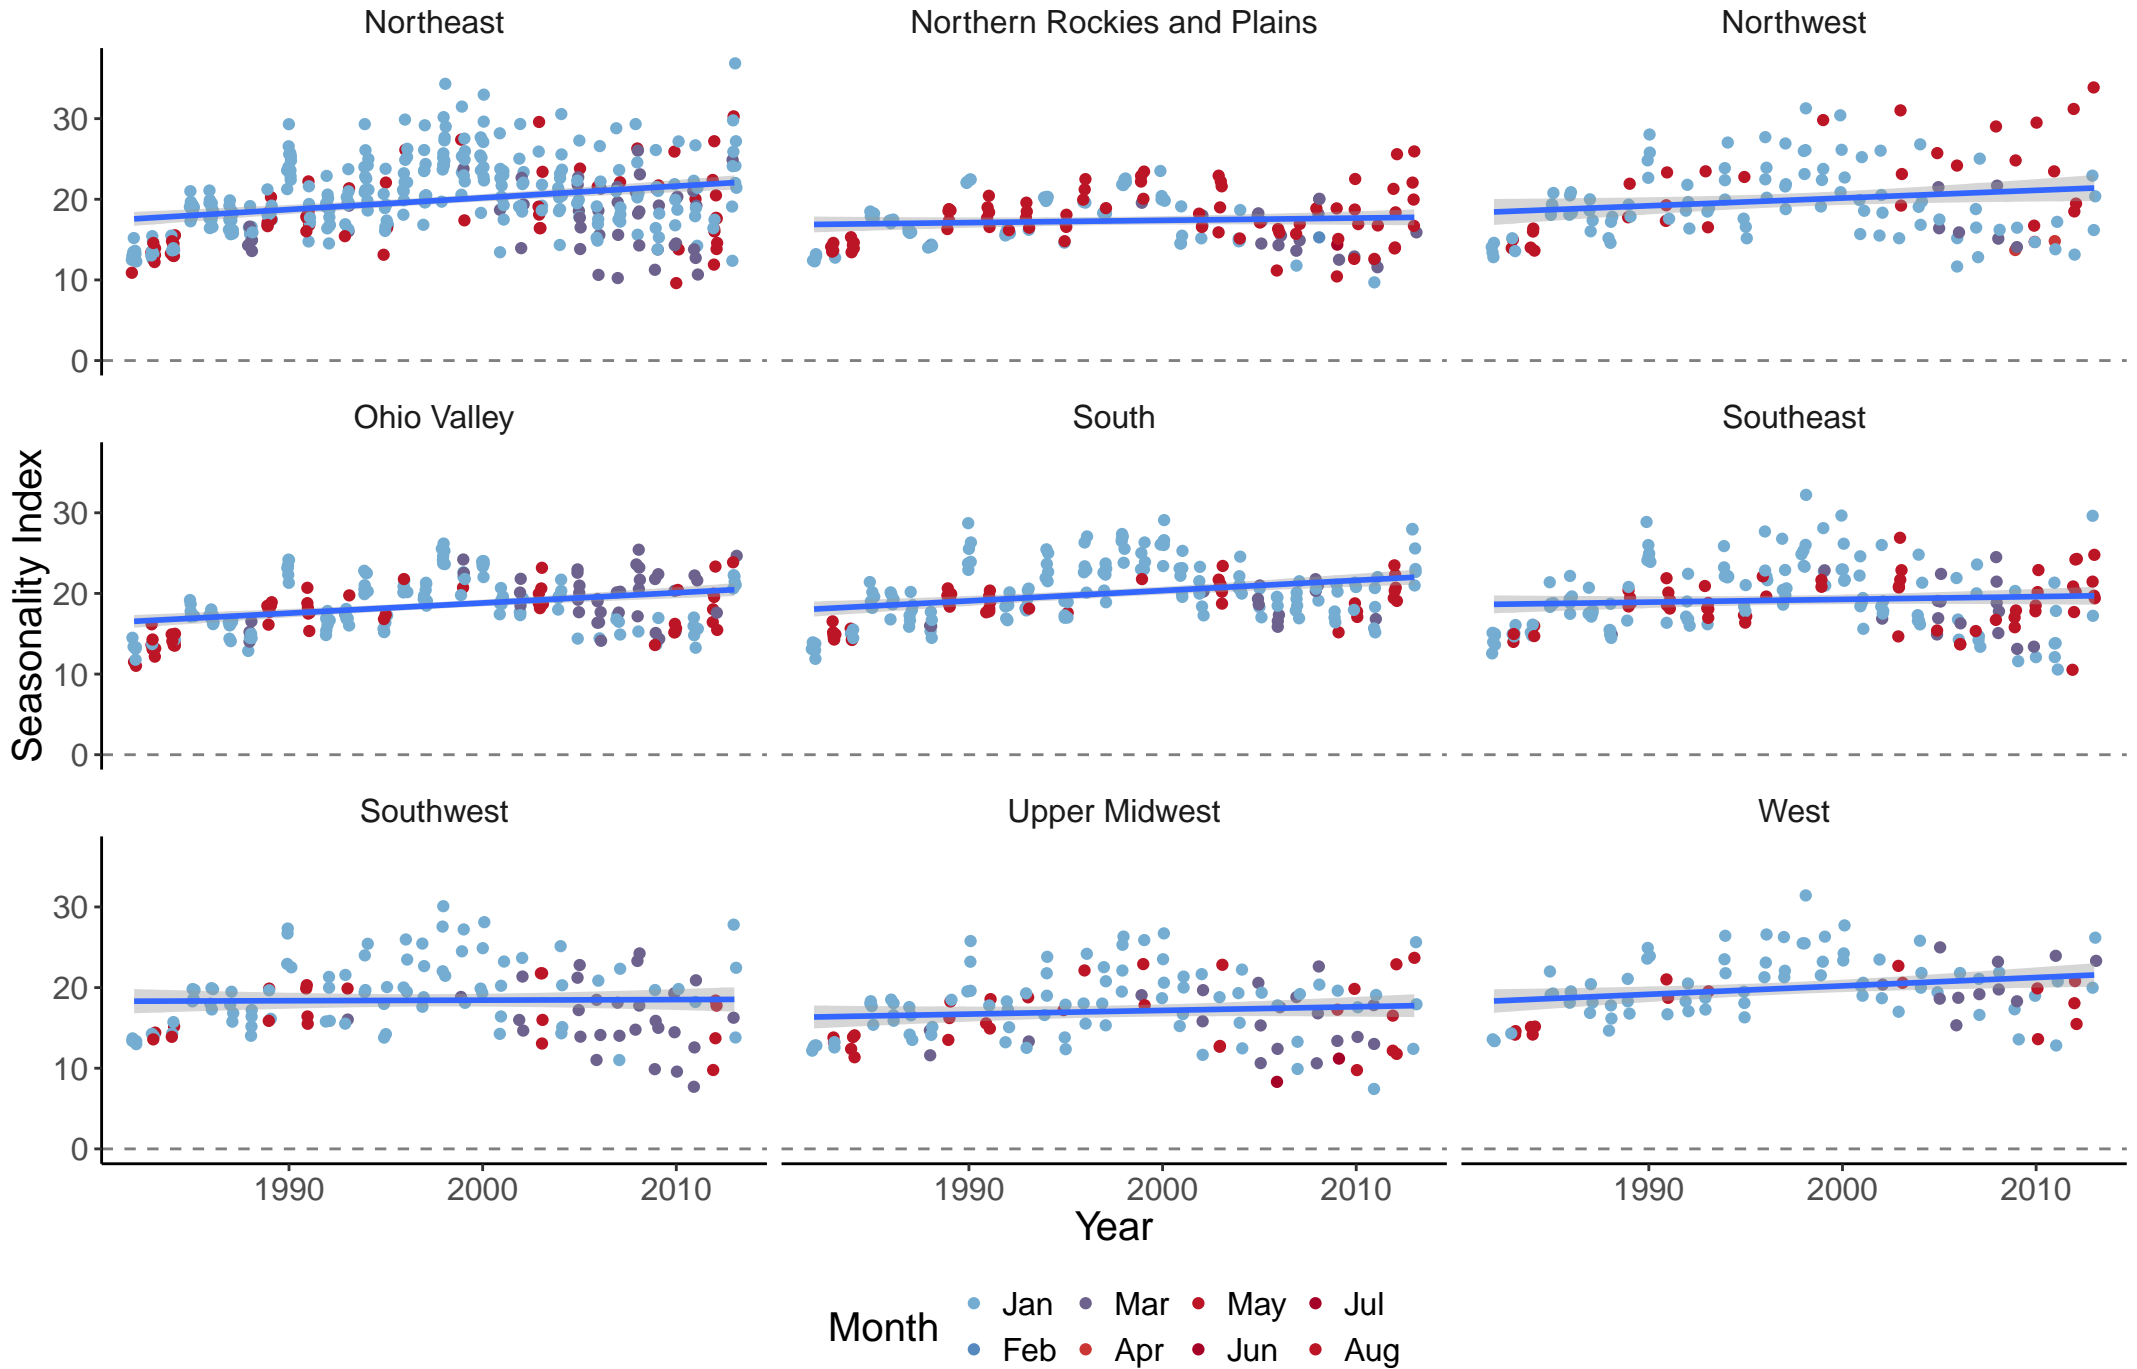 Northeast Northern Rockies and Plains Northwest
30
20
10
0
Ohio Valley South Southeast
Seasonality Index
30
20
10
0
Southwest Upper Midwest West
30
20
10
0
1990 2000 2010 1990 2000 2010 1990 2000 2010
Year
Month
Jan Mar May Jul
Feb Apr Jun Aug